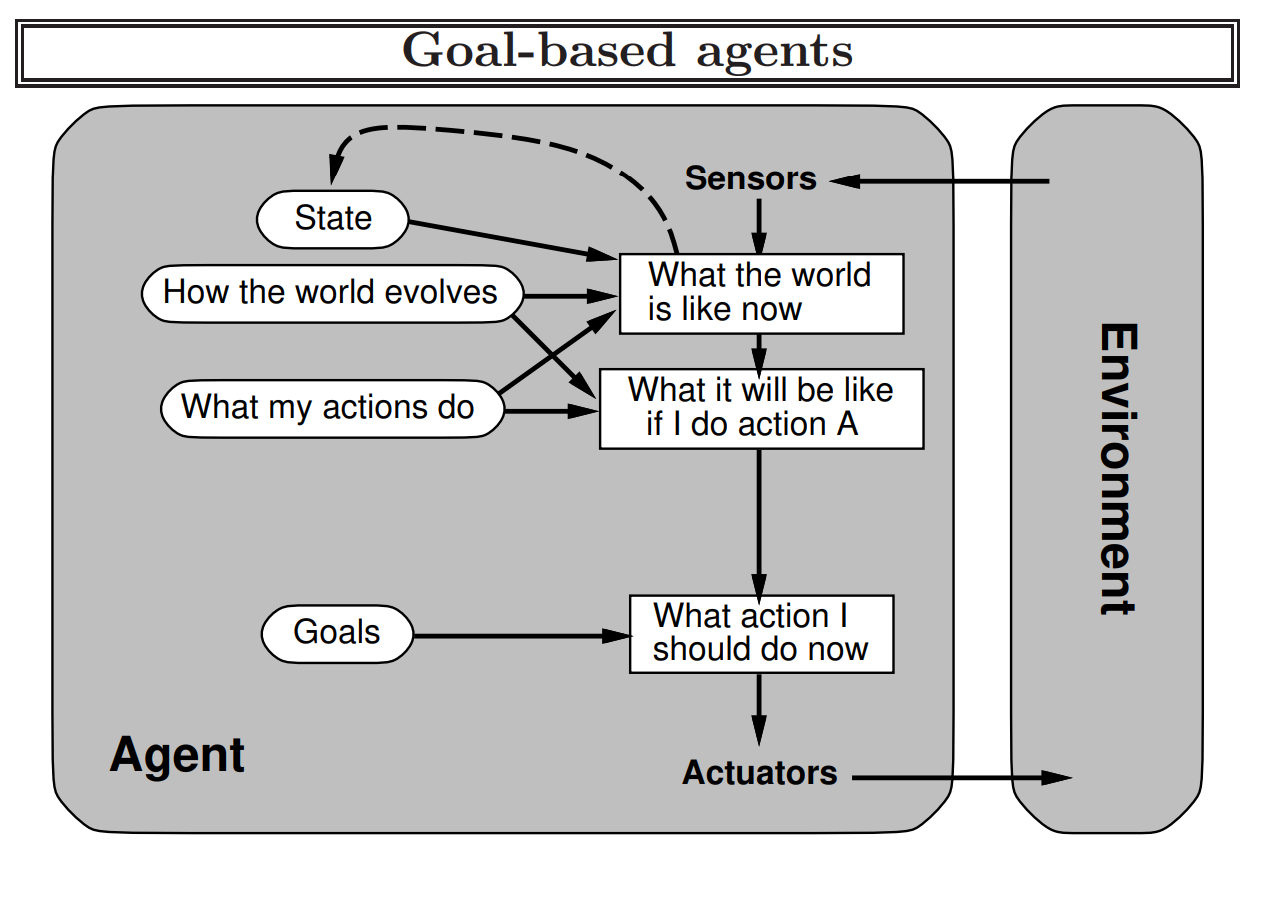 Goal-based agents
Sensors
State
What the world
is like now
How the world evolves
What it will be like
if I do action A
What my actions do
Environment
What action I
should do now
Goals
Agent
Actuators